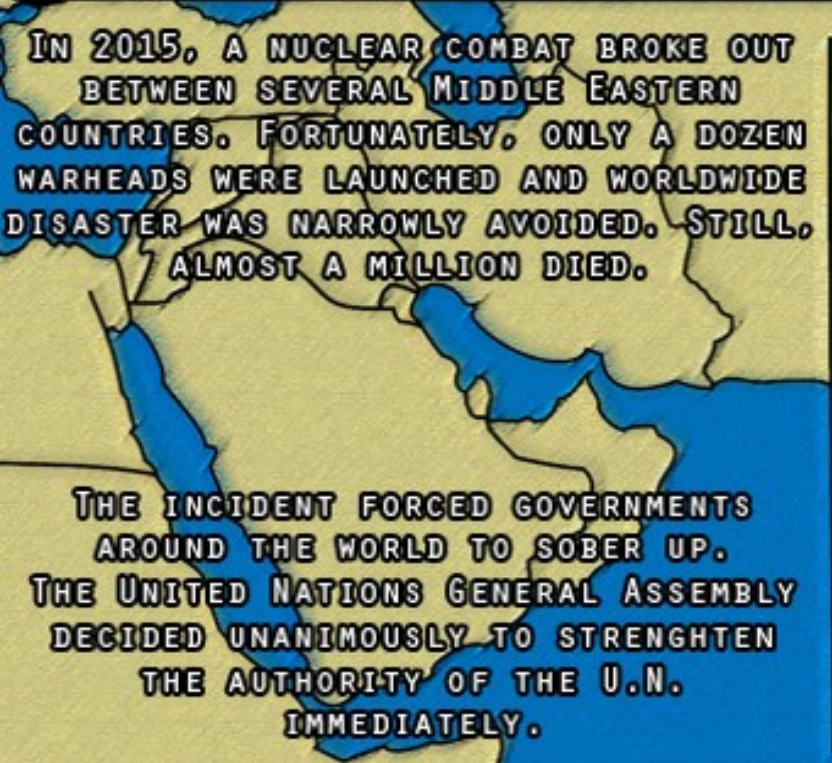 In 2015, a nuclear combat broke out
between several Middle Eastern
countries. Fortunately, only a dozen
warheads were launched and worldwide
disaster was narrowly avoided. Still,
almost a million died.
The incident forced governments
around the world to sober up.
The United Nations General Assembly
decided unanimously to strenghten
the authority of the U.N.
immediately.